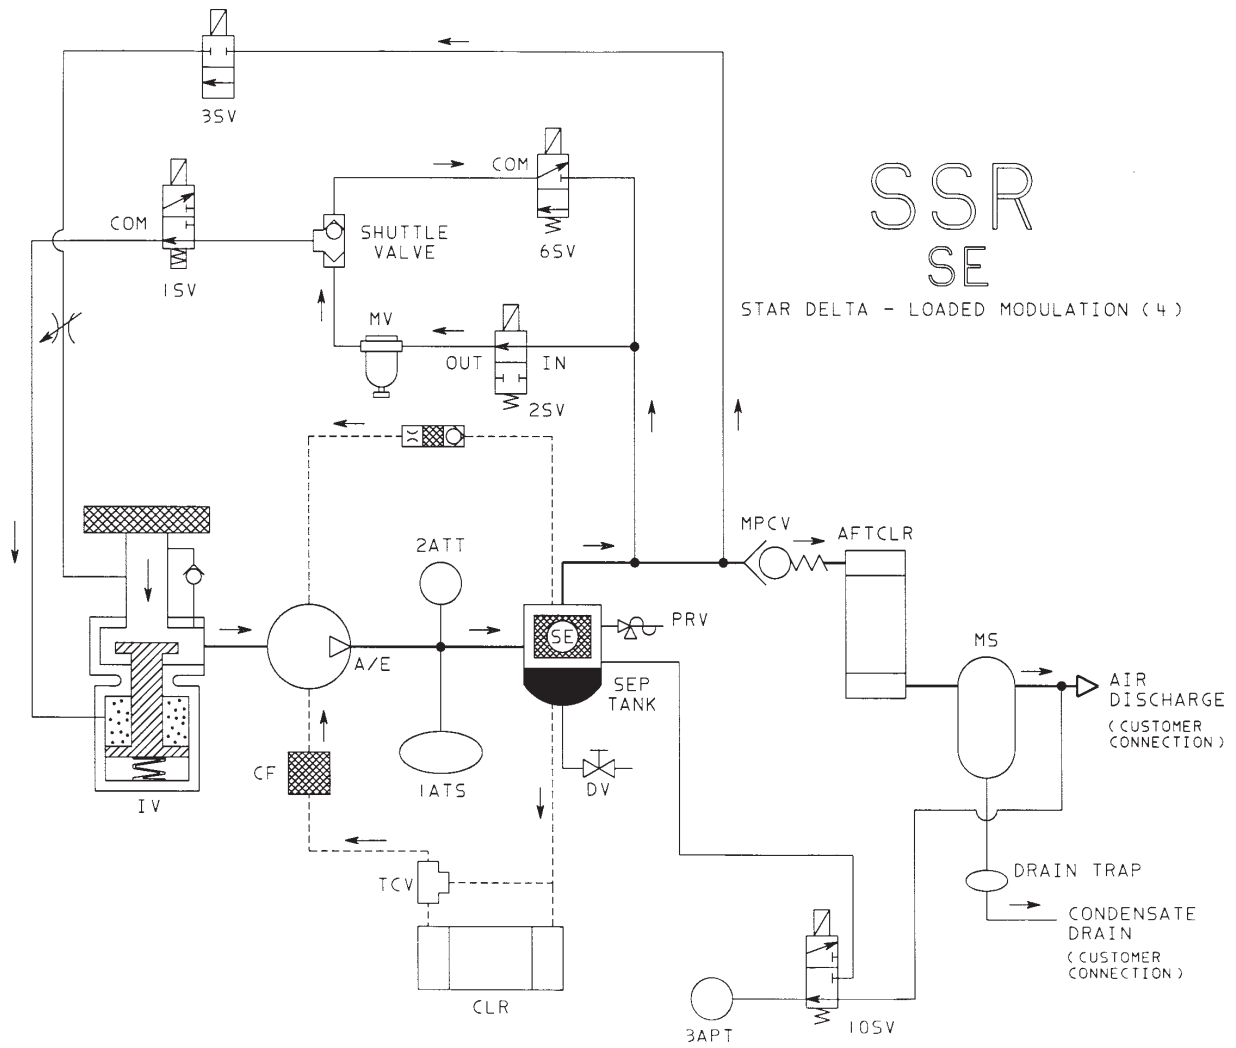 3SV
COM
6SV
SSR
SE
STAR DELTA - LOADED MODULATION (4)
COM
1SV
SHUTTLE
VALVE
MV
OUT
IN
2SV
MPCV
AFTCLR
2ATT
PRV
SE
A/E
SEP
TANK
MS
AIR
DISCHARGE
(CUSTOMER
CONNECTION)
CF
1ATS
DV
IV
TCV
DRAIN TRAP
CONDENSATE
DRAIN
(CUSTOMER
CONNECTION)
CLR
3APT
10SV